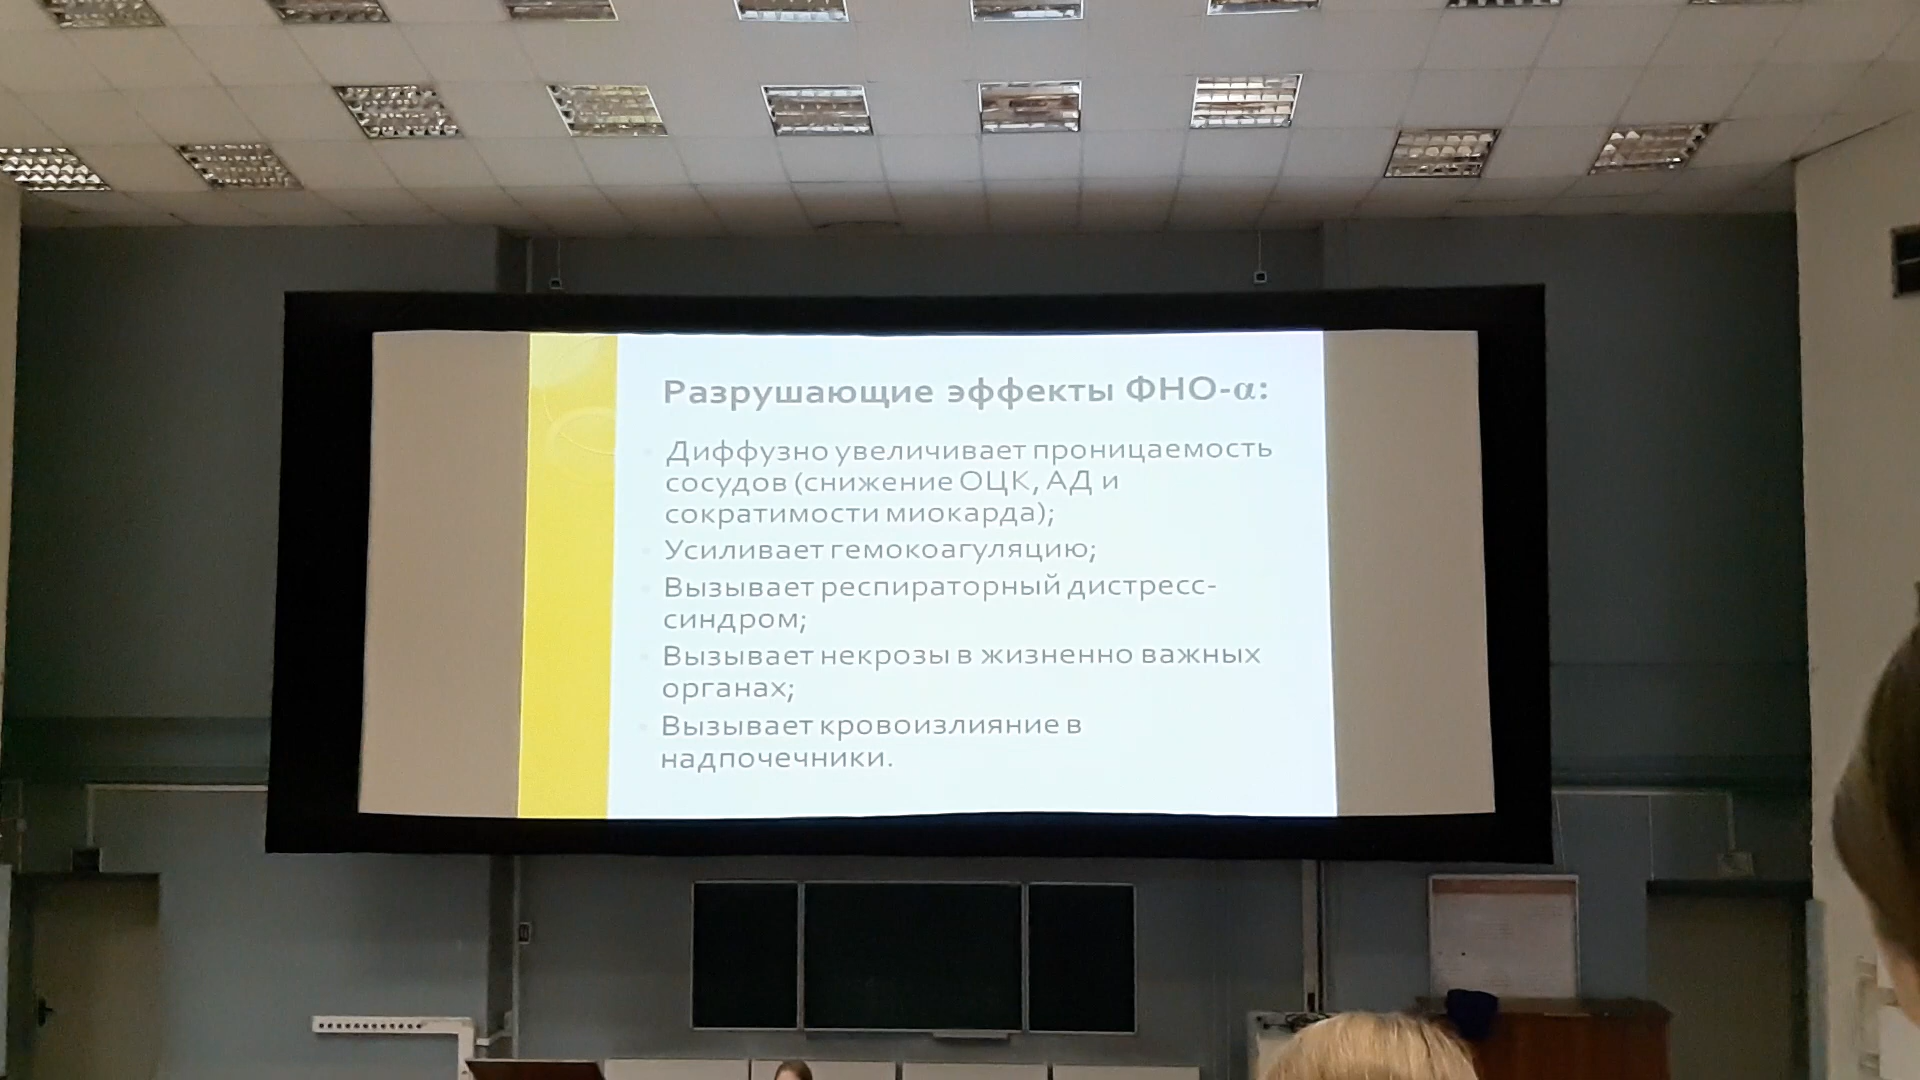 Разрушающие эффекты ФНО-α:
Диффузно увеличивает проницаемость
сосудов (снижение ОЦК, АД и
сократимости миокарда);
Усиливает гемокоагуляцию;
Вызывает респираторный дистресс-
синдром;
Вызывает некрозы в жизненно важных
органах;
Вызывает кровоизлияние в
надпочечники.